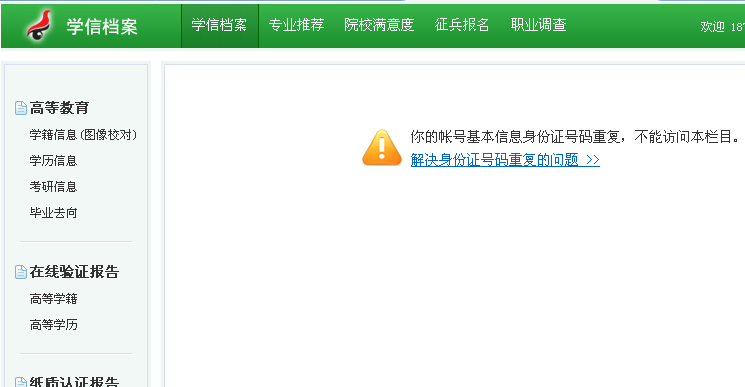 学信档案
学信档案 专业推荐 院校满意度 征兵报名 职业调查
欢迎 187
高等教育
学籍信息(图像校对)
学历信息
考研信息
毕业去向
在线验证报告
高等学籍
高等学历
纸质认证报告
你的帐号基本信息身份证号码重复，不能访问本栏目。
解决身份证号码重复的问题 >>